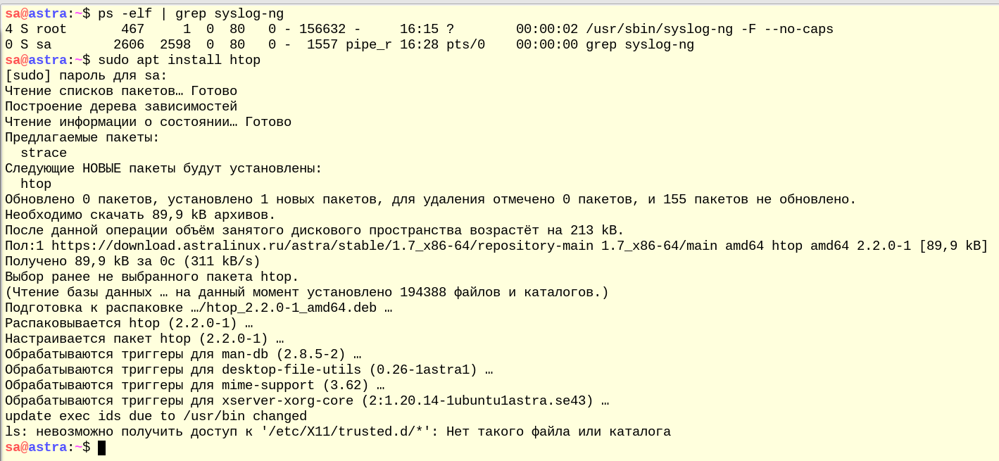 sa@astra:~$ ps -elf | grep syslog-ng
4 S root       467     1  0  80   0 - 156632 -     16:15 ?        00:00:02 /usr/sbin/syslog-ng -F --no-caps
0 S sa        2606  2598  0  80   0 -  1557 pipe_r 16:28 pts/0    00:00:00 grep syslog-ng
sa@astra:~$ sudo apt install htop
[sudo] пароль для sa:
Чтение списков пакетов… Готово
Построение дерева зависимостей
Чтение информации о состоянии… Готово
Предлагаемые пакеты:
  strace
Следующие НОВЫЕ пакеты будут установлены:
  htop
Обновлено 0 пакетов, установлено 1 новых пакетов, для удаления отмечено 0 пакетов, и 155 пакетов не обновлено.
Необходимо скачать 89,9 kB архивов.
После данной операции объём занятого дискового пространства возрастёт на 213 kB.
Пол:1 https://download.astralinux.ru/astra/stable/1.7_x86-64/repository-main 1.7_x86-64/main amd64 htop amd64 2.2.0-1 [89,9 kB]
Получено 89,9 kB за 0с (311 kB/s)
Выбор ранее не выбранного пакета htop.
(Чтение базы данных … на данный момент установлено 194388 файлов и каталогов.)
Подготовка к распаковке …/htop_2.2.0-1_amd64.deb …
Распаковывается htop (2.2.0-1) …
Настраивается пакет htop (2.2.0-1) …
Обрабатываются триггеры для man-db (2.8.5-2) …
Обрабатываются триггеры для desktop-file-utils (0.26-1astra1) …
Обрабатываются триггеры для mime-support (3.62) …
Обрабатываются триггеры для xserver-xorg-core (2:1.20.14-1ubuntu1astra.se43) …
update exec ids due to /usr/bin changed
ls: невозможно получить доступ к '/etc/X11/trusted.d/*': Нет такого файла или каталога
sa@astra:~$